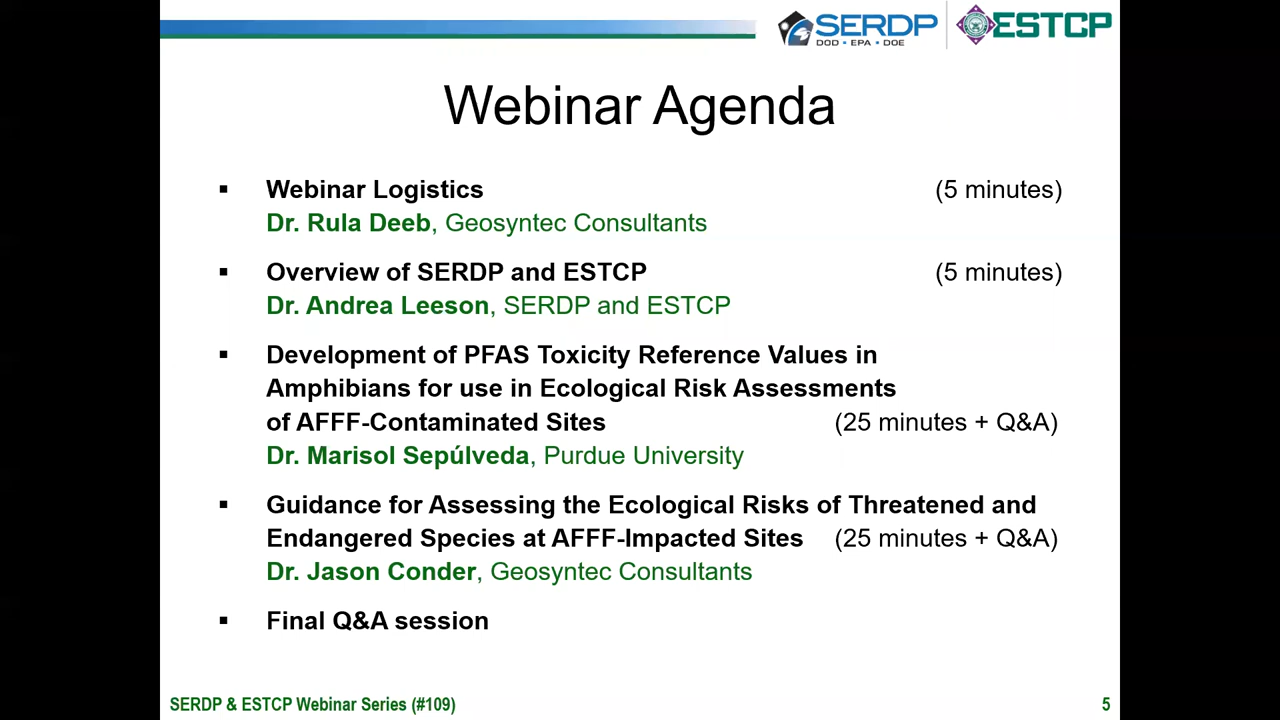 SERDP
DOD • EPA • DOE
ESTCP
Webinar Agenda
▪ Webinar Logistics (5 minutes)
Dr. Rula Deeb, Geosyntec Consultants
▪ Overview of SERDP and ESTCP (5 minutes)
Dr. Andrea Leeson, SERDP and ESTCP
▪ Development of PFAS Toxicity Reference Values in
Amphibians for use in Ecological Risk Assessments
of AFFF-Contaminated Sites (25 minutes + Q&A)
Dr. Marisol Sepúlveda, Purdue University
▪ Guidance for Assessing the Ecological Risks of Threatened and
Endangered Species at AFFF-Impacted Sites (25 minutes + Q&A)
Dr. Jason Conder, Geosyntec Consultants
▪ Final Q&A session
SERDP & ESTCP Webinar Series (#109) 5